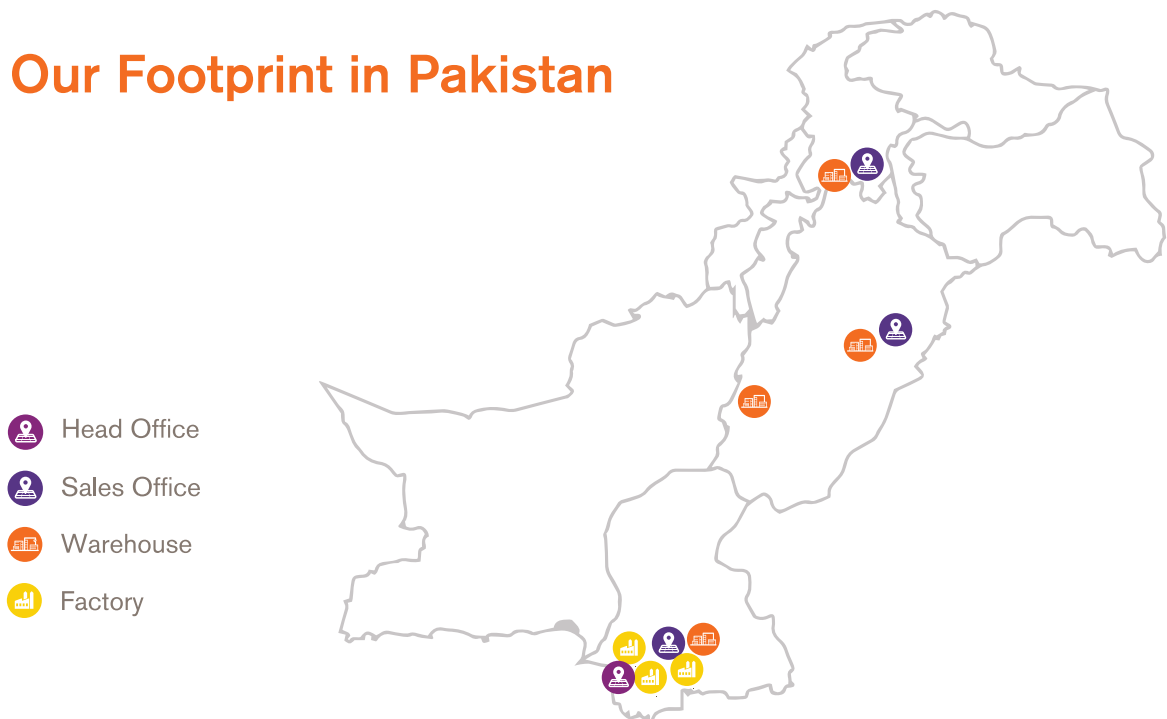 Our Footprint in Pakistan
Head Office
Sales Office
Warehouse
Factory